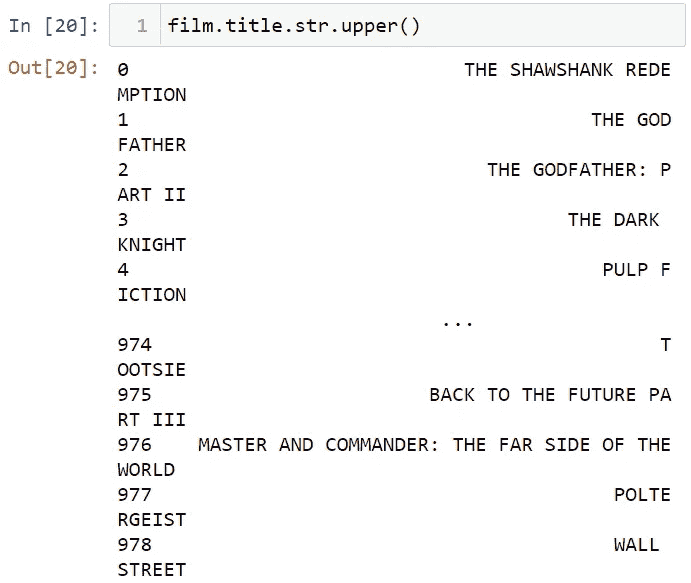 In [20]: 1 film.title.str.upper()
Out[20]: 0 THE SHAWSHANK REDE
MPTION
1 THE GOD
FATHER
2 THE GODFATHER: P
ART II
3 THE DARK
KNIGHT
4 PULP F
ICTION
...
974 T
OOTSIE
975 BACK TO THE FUTURE PA
RT III
976 MASTER AND COMMANDER: THE FAR SIDE OF THE
WORLD
977 POLTE
RGEIST
978 WALL
STREET